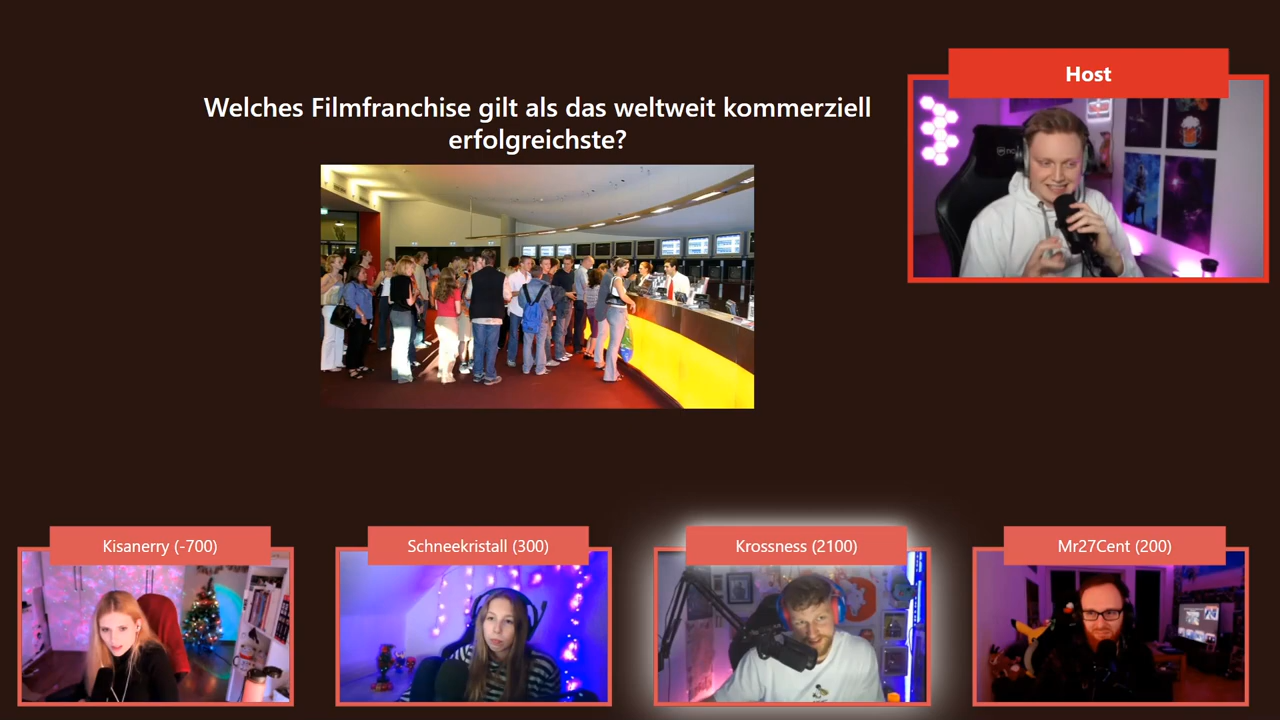 Host
Welches Filmfranchise gilt als das weltweit kommerziell
erfolgreichste?
Kisanerry (-700)
Schneekristall (300)
Krossness (2100)
Mr27Cent (200)